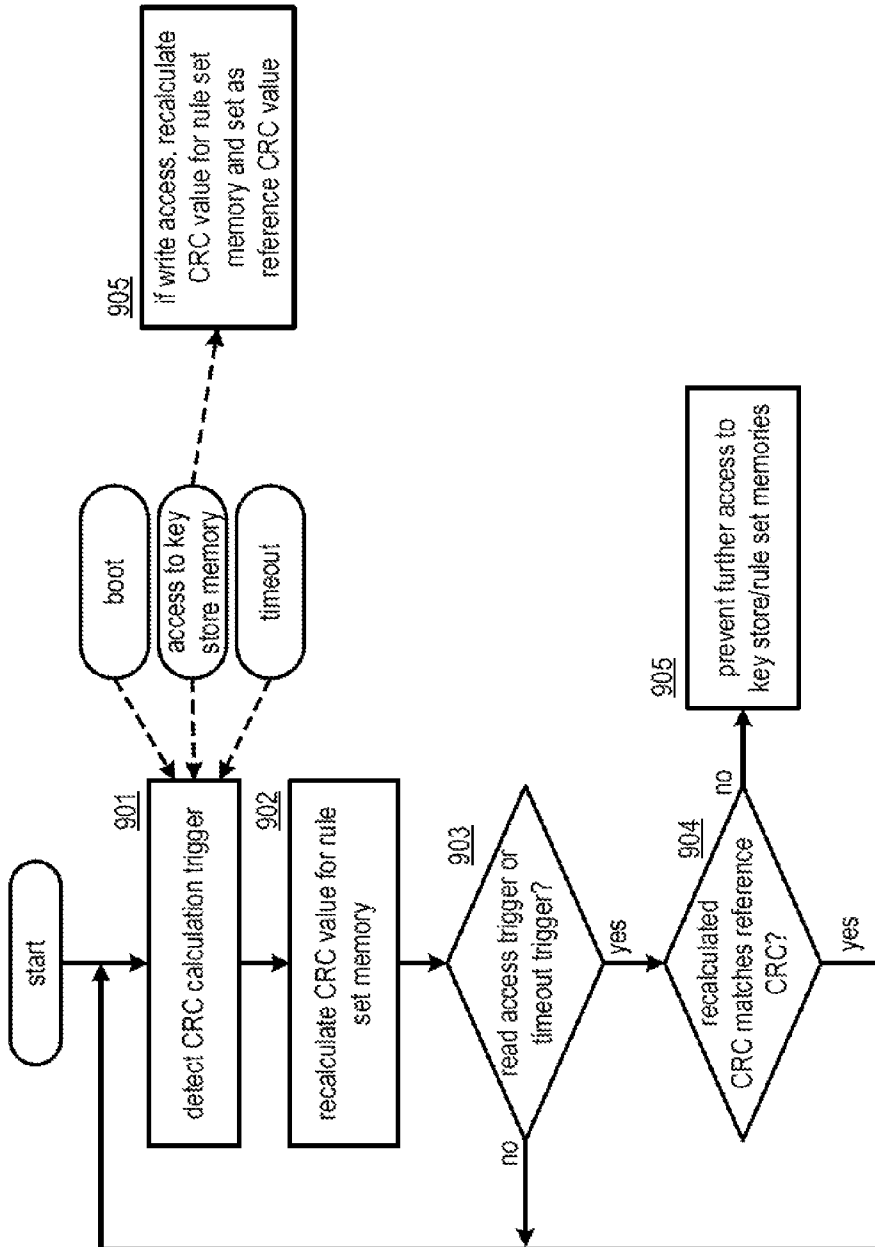 start
901
detect CRC calculation trigger
boot
access to key
store memory
timeout
905
if write access, recalculate
CRC value for rule set
memory and set as
reference CRC value
902
recalculate CRC value for rule
set memory
903
read access trigger or
timeout trigger?
no
yes
904
recalculated
CRC matches reference
CRC?
no
yes
905
prevent further access to
key store/rule set memories